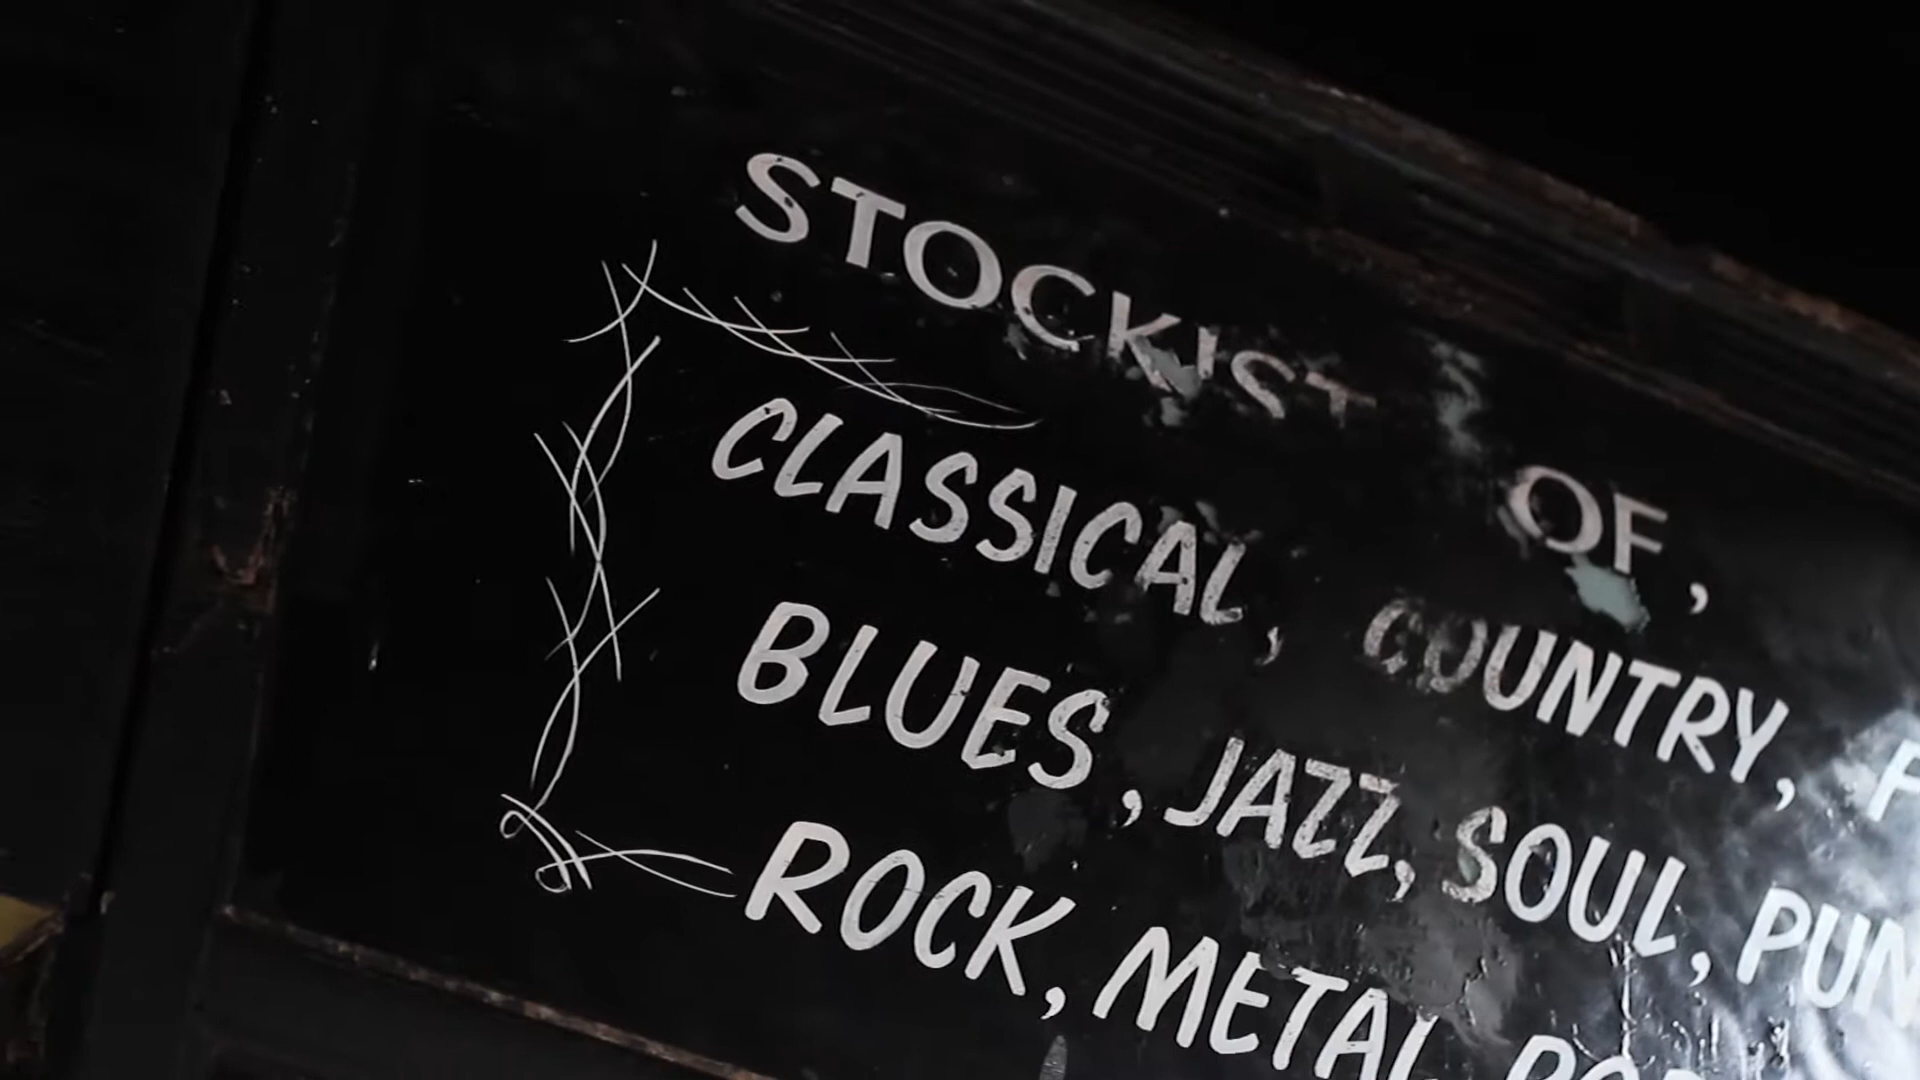 STOCKIST OF,
CLASSICAL, COUNTRY,
BLUES, JAZZ, SOUL,
ROCK, METAL